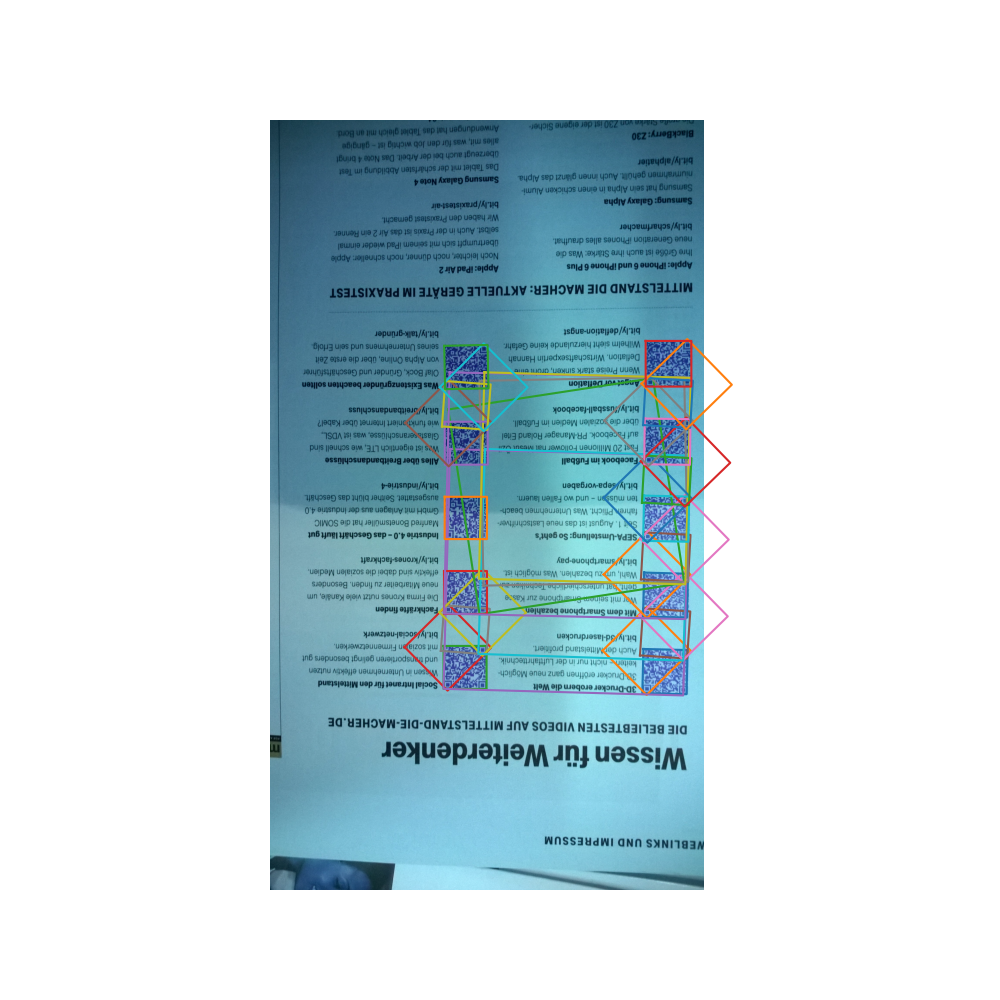 WEBLINKS UND IMPRESSUM
Wissen für Weiterdenker
DIE BELIEBTESTEN VIDEOS AUF MITTELSTAND-DIE-MACHER.DE
3D-Drucker erobern die Welt
3D-Drucker eröffnen ganz neue Möglich-
keiten – nicht nur in der Luftfahrttechnik.
Auch der Mittelstand profitiert.
bit.ly/3d-laserdrucken
Mit dem Smartphone bezahlen
Wer mit seinem Smartphone zur Kasse
geht, hat unterschiedliche Techniken zur
Wahl, um zu bezahlen. Was möglich ist.
bit.ly/smartphone-pay
SEPA-Umstellung: So geht's
Seit 1. August ist das neue Lastschriftver-
fahren Pflicht. Was Unternehmen beach-
ten müssen – und wo Fallen lauern.
bit.ly/sepa-vorgaben
Facebook im Fußball
Fast 20 Millionen Follower hat Mesut Özil
auf Facebook. PR-Manager Roland Eitel
über die sozialen Medien im Fußball.
bit.ly/fussball-facebook
Angst vor Deflation
Wenn Preise stark sinken, droht eine
Deflation. Wirtschaftsexpertin Hannah
Wilhelm sieht hierzulande keine Gefahr.
bit.ly/deflation-angst
Social Intranet für den Mittelstand
Wissen in Unternehmen effektiv nutzen
und transportieren gelingt besonders gut
mit sozialen Firmennetzwerken.
bit.ly/social-netzwerk
Fachkräfte finden
Die Firma Krones nutzt viele Kanäle, um
neue Mitarbeiter zu finden. Besonders
effektiv sind dabei die sozialen Medien.
bit.ly/krones-fachkraft
Industrie 4.0 – das Geschäft läuft gut
Manfred Bonetsmüller hat die SOMIC
GmbH mit Anlagen aus der Industrie 4.0
ausgestattet. Seither blüht das Geschäft.
bit.ly/industrie-4
Alles über Breitbandanschlüsse
Was ist eigentlich LTE, wie schnell sind
Glasfaseranschlüsse, was ist VDSL,
wie funktioniert Internet über Kabel?
bit.ly/breitbandanschluss
Was Existenzgründer beachten sollten
Olaf Bock, Gründer und Geschäftsführer
von Alpha Online, über die erste Zeit
seines Unternehmens und sein Erfolg.
bit.ly/talk-gründer
MITTELSTAND DIE MACHER: AKTUELLE GERÄTE IM PRAXISTEST
Apple: iPhone 6 und iPhone 6 Plus
Ihre Größe ist auch ihre Stärke: Was die
neue Generation iPhones alles draufhat.
bit.ly/scharfmacher
Samsung: Galaxy Alpha
Samsung hat sein Alpha in einen schicken Alumi-
niumrahmen gehüllt. Auch innen glänzt das Alpha.
bit.ly/alphatier
BlackBerry: Z30
Apple: iPad Air 2
Noch leichter, noch dünner, noch schneller: Apple
übertrumpft sich mit seinem iPad wieder einmal
selbst. Auch in der Praxis ist das Air 2 ein Renner.
Wir haben den Praxistest gemacht.
bit.ly/praxistest-air
Samsung Galaxy Note 4
Das Tablet mit der schärfsten Abbildung im Test
überzeugt auch bei der Arbeit. Das Note 4 bringt
alles mit, was für den Job wichtig ist – gängige
Anwendungen hat das Tablet gleich mit an Bord